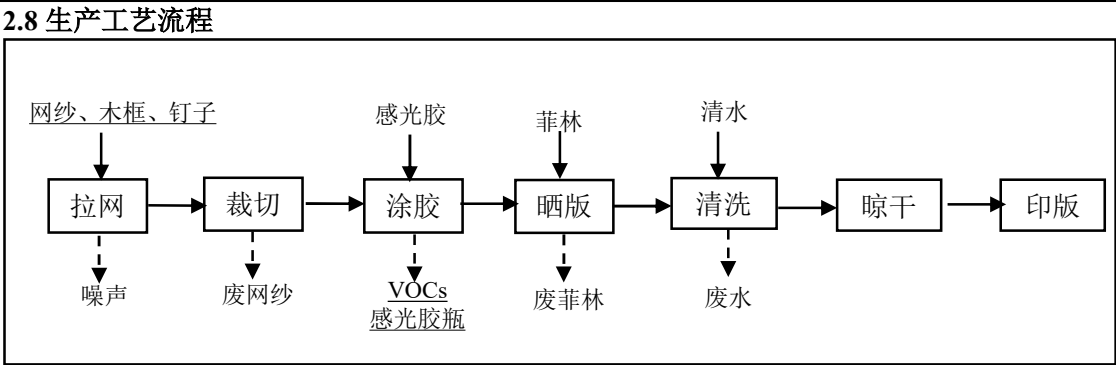 2.8 生产工艺流程
网纱、木框、钉子
感光胶
菲林
清水
拉网
裁切
涂胶
晒版
清洗
晾干
印版
噪声
废网纱
VOCs
感光胶瓶
废菲林
废水